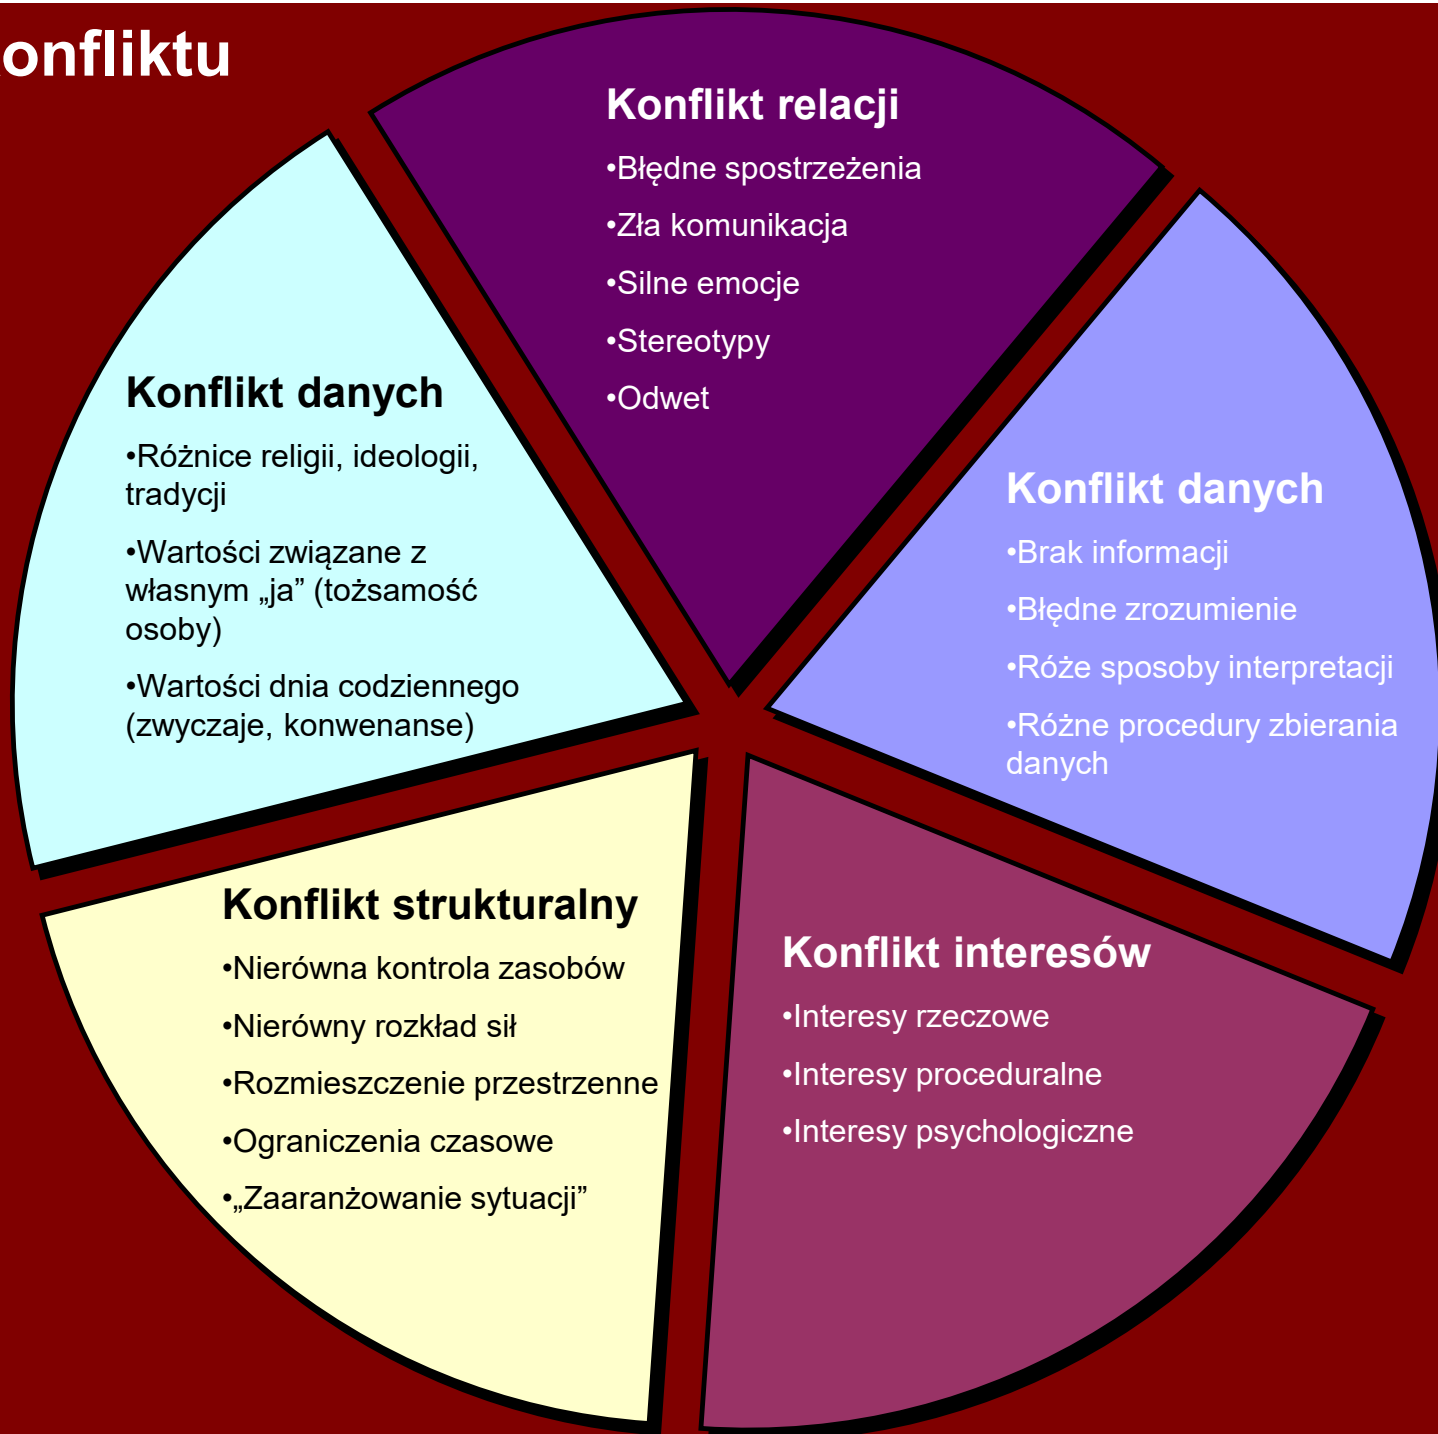 onfliktu
Konflikt relacji
•Błędne spostrzeżenia
•Zła komunikacja
•Silne emocje
•Stereotypy
•Odwet
Konflikt danych
•Różnice religii, ideologii,
tradycji
•Wartości związane z
własnym „ja” (tożsamość
osoby)
•Wartości dnia codziennego
(zwyczaje, konwenanse)
Konflikt danych
•Brak informacji
•Błędne zrozumienie
•Róże sposoby interpretacji
•Różne procedury zbierania
danych
Konflikt strukturalny
•Nierówna kontrola zasobów
•Nierówny rozkład sił
•Rozmieszczenie przestrzenne
•Ograniczenia czasowe
•„Zaaranżowanie sytuacji”
Konflikt interesów
•Interesy rzeczowe
•Interesy proceduralne
•Interesy psychologiczne